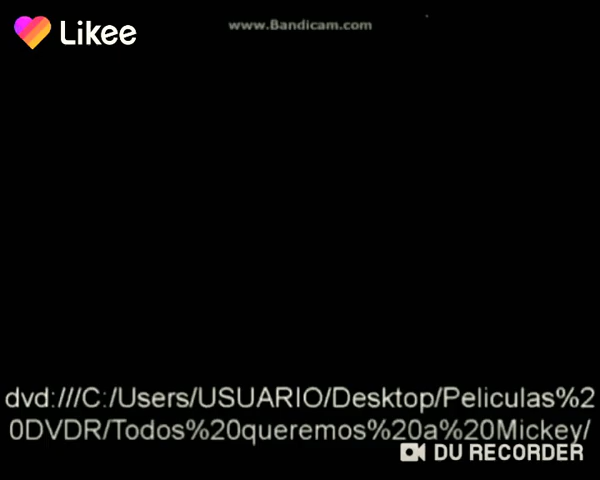 Likee
www.Bandicam.com
dvd:///C:/Users/USUARIO/Desktop/Peliculas%2
0DVDR/Todos%20queremos%20a%20Mickey/
DU RECORDER